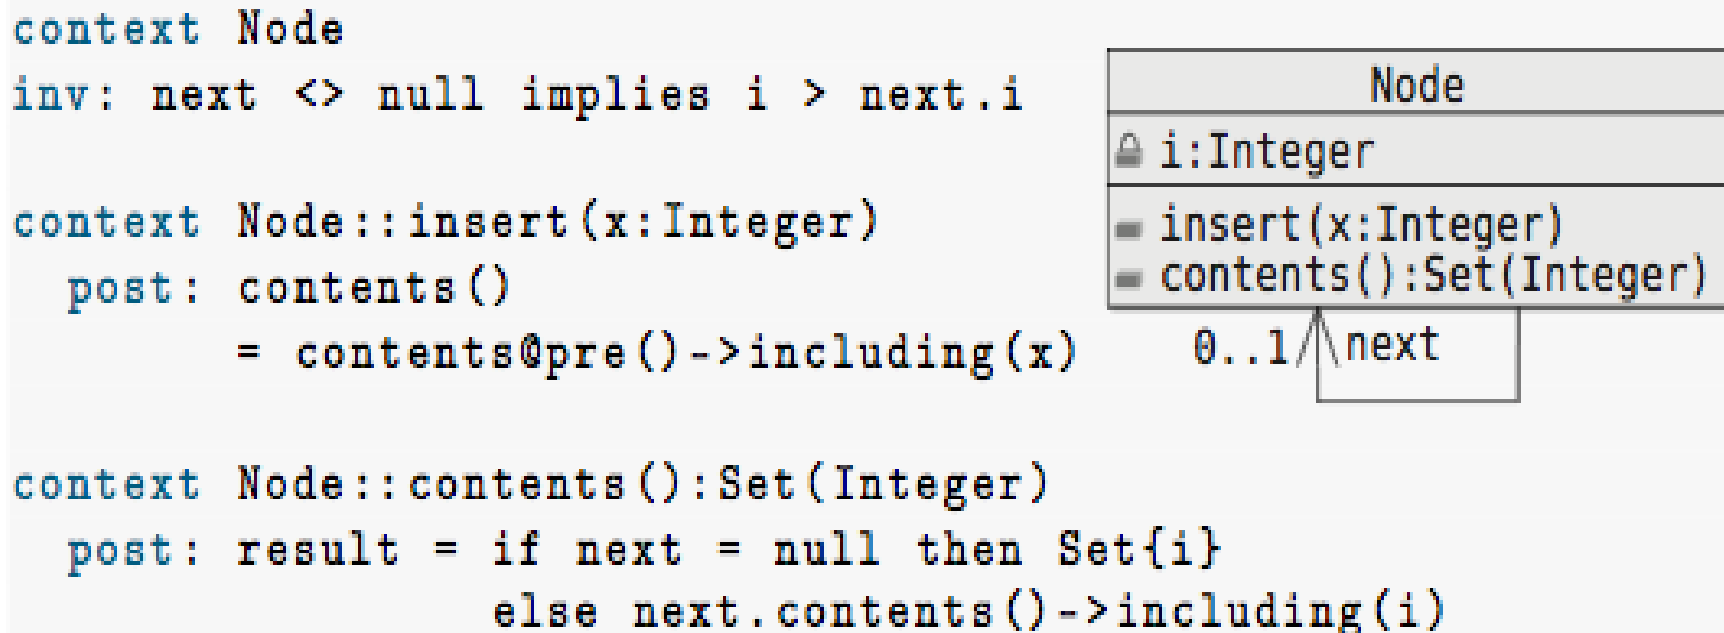 context Node
inv: next <> null implies i > next.i
context Node::insert(x:Integer)
post: contents()
= contents@pre()->including(x)
context Node::contents():Set(Integer)
post: result = if next = null then Set{i}
else next.contents()->including(i)
Node
i:Integer
insert(x:Integer)
contents():Set(Integer)
0..1 next